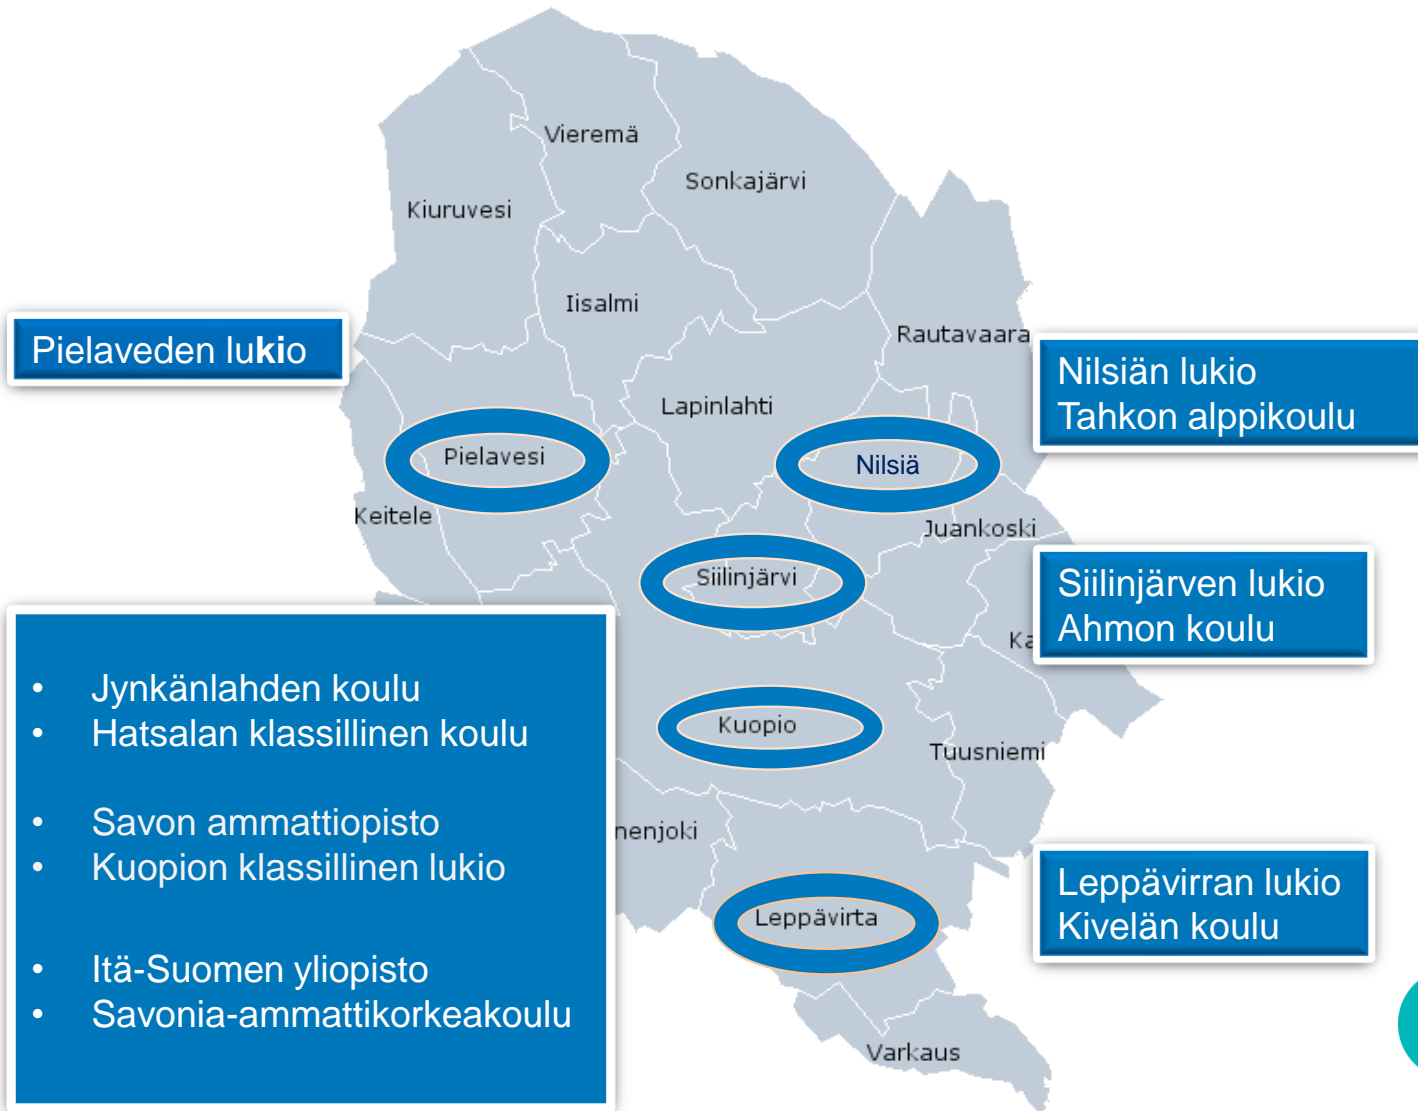 Vieremä
Sonkajärvi
Kiuruvesi
Iisalmi
Rautavaara
Pielaveden lukio
Nilsiän lukio
Tahkon alppikoulu
Lapinlahti
Pielavesi
Nilsiä
Keitele
Juankoski
Siilinjärvi
Siilinjärven lukio
Ahmon koulu
Ka
• Jynkänlahden koulu
• Hatsalan klassillinen koulu
• Savon ammattiopisto
• Kuopion klassillinen lukio
• Itä-Suomen yliopisto
• Savonia-ammattikorkeakoulu
Kuopio
Tuusniemi
nenjoki
Leppävirran lukio
Kivelän koulu
Leppävirta
Varkaus